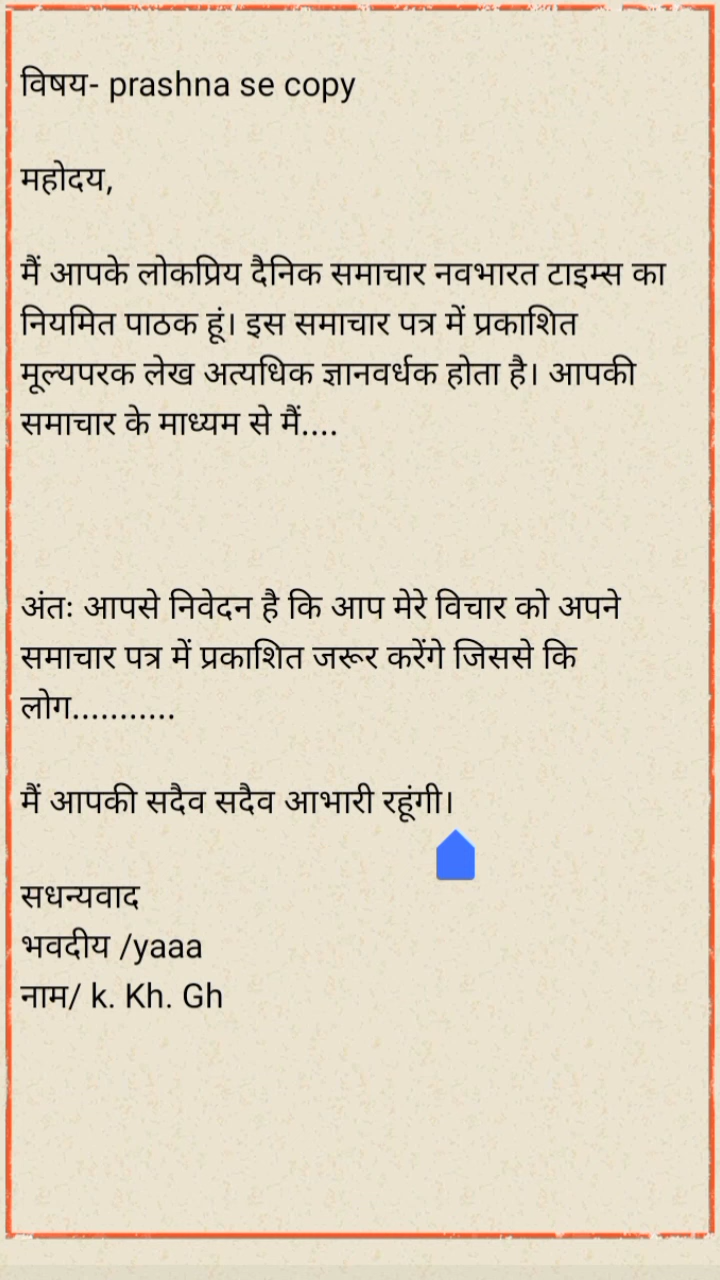 विषय- prashna se copy
महोदय,
मैं आपके लोकप्रिय दैनिक समाचार नवभारत टाइम्स का
नियमित पाठक हूं। इस समाचार पत्र में प्रकाशित
मूल्यपरक लेख अत्यधिक ज्ञानवर्धक होता है। आपकी
समाचार के माध्यम से मैं....
अंतः आपसे निवेदन है कि आप मेरे विचार को अपने
समाचार पत्र में प्रकाशित जरूर करेंगे जिससे कि
लोग...........
मैं आपकी सदैव सदैव आभारी रहूंगी।
सधन्यवाद
भवदीय /yaaa
नाम/ k. Kh. Gh